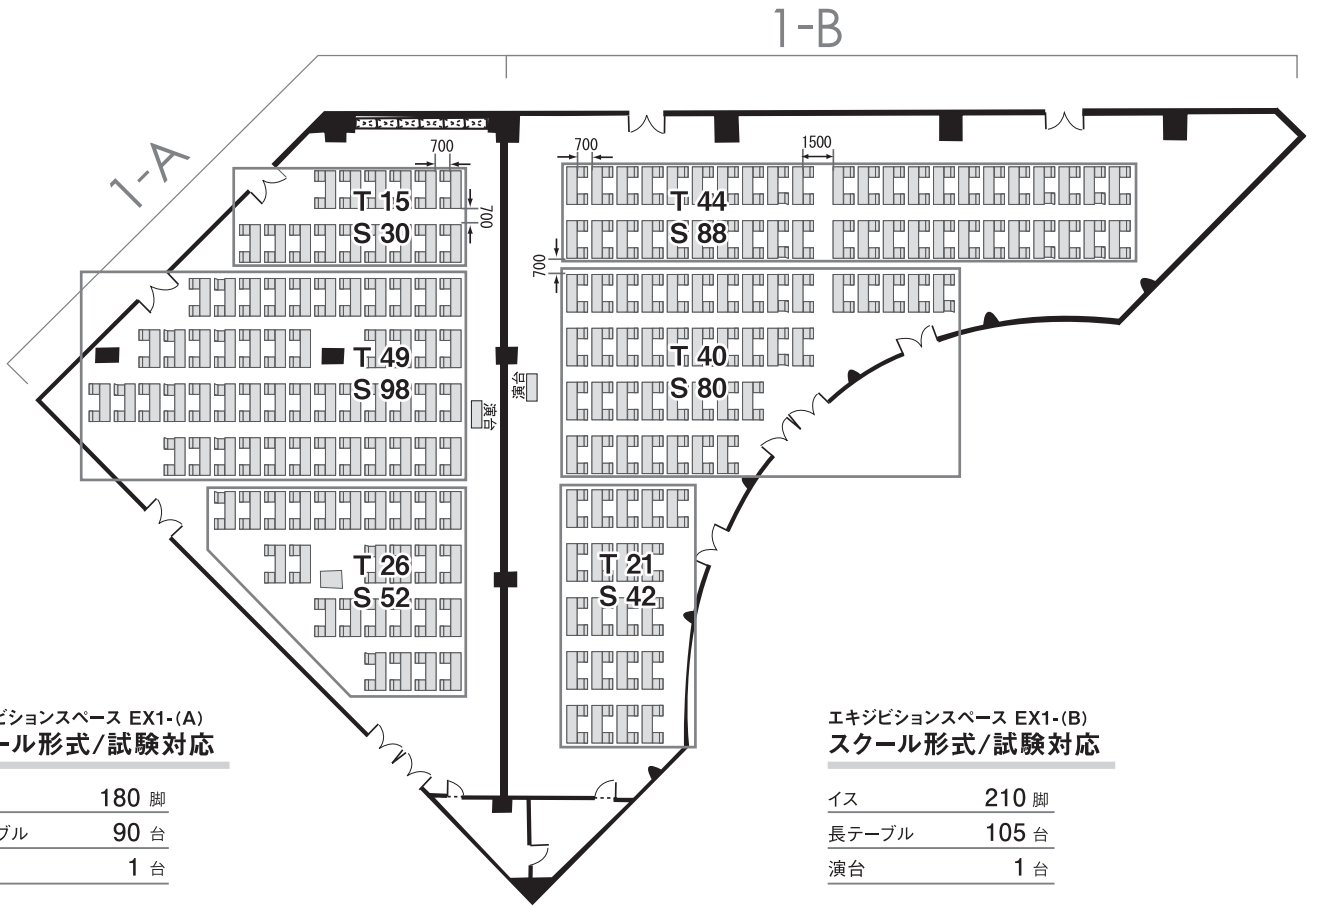 1-B
1-A
700
T 15
S 30
700
700
1500
T 44
S 88
700
T 49
S 98
演台
演台
T 40
S 80
T 26
S 52
T 21
S 42
ビションスペース EX1-(A)
ール形式/試験対応
180 脚
ブル 90 台
1 台
エキジビションスペース EX1-(B)
スクール形式/試験対応
イス 210 脚
長テーブル 105 台
演台 1 台